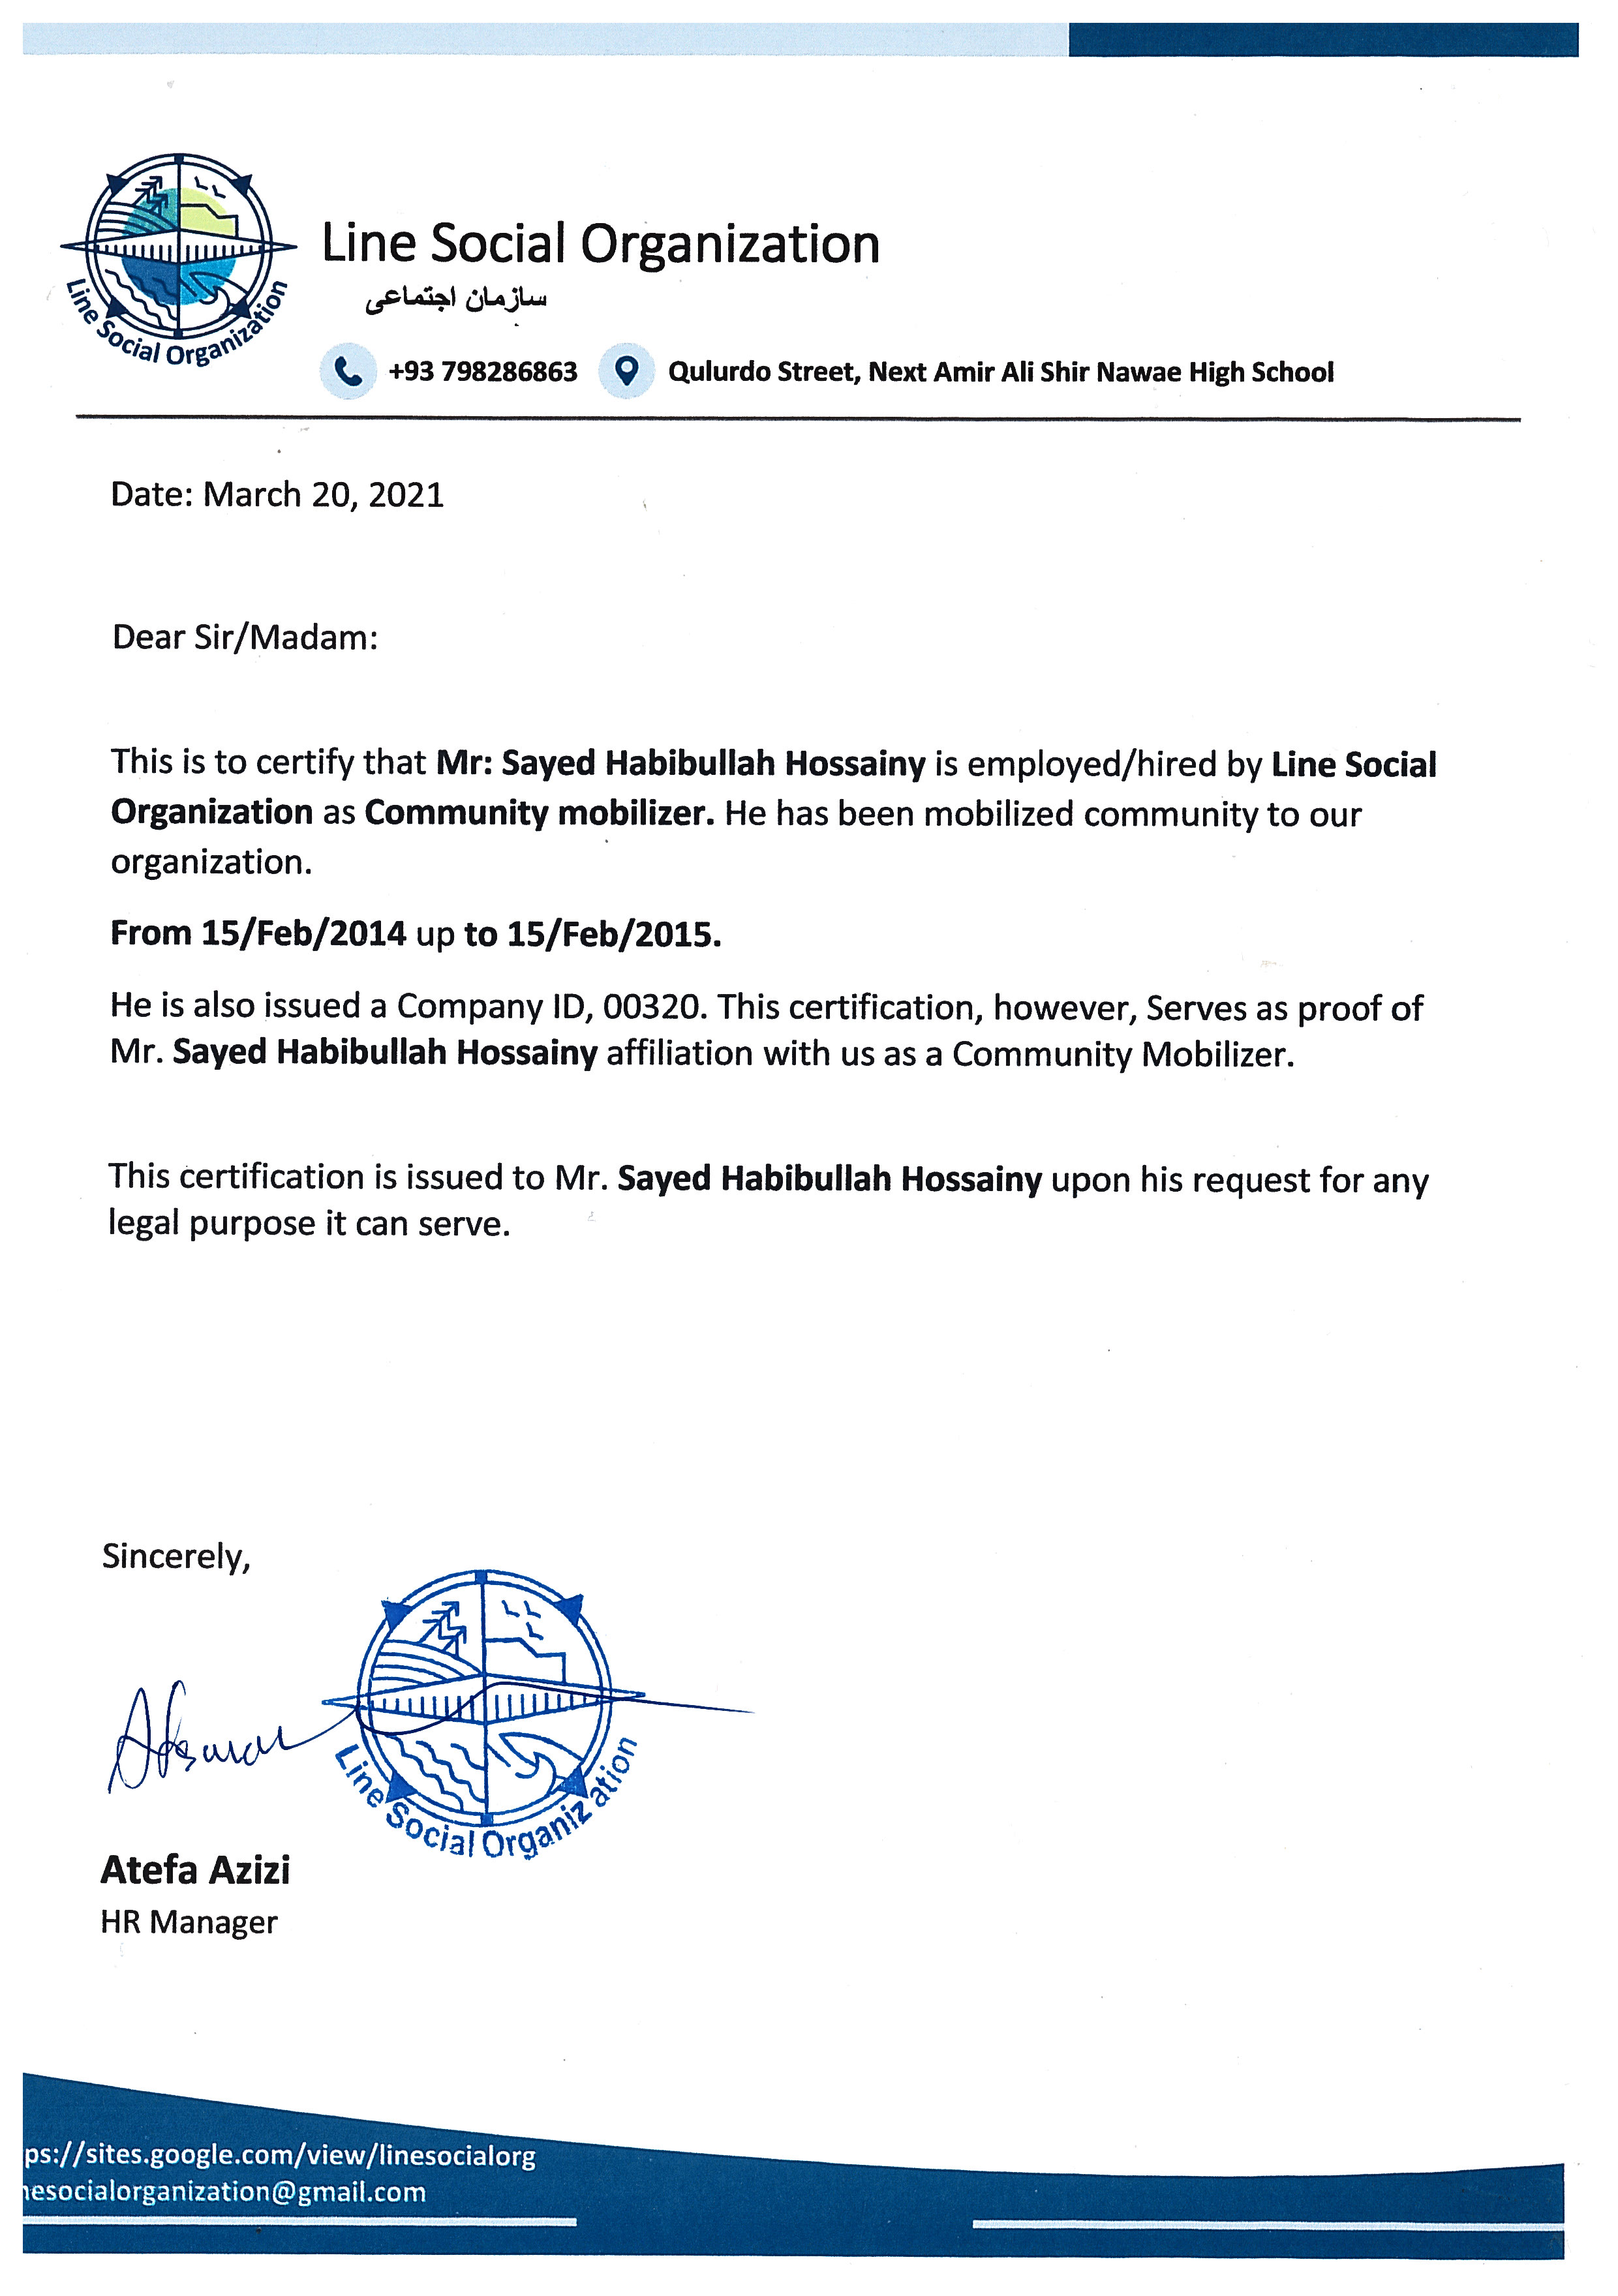 Line Social Organization
Line Social Organization
سازمان اجتماعی
+93 798286863 Qulurdo Street, Next Amir Ali Shir Nawae High School
Date: March 20, 2021
Dear Sir/Madam:
This is to certify that Mr: Sayed Habibullah Hossainy is employed/hired by Line Social
Organization as Community mobilizer. He has been mobilized community to our
organization.
From 15/Feb/2014 up to 15/Feb/2015.
He is also issued a Company ID, 00320. This certification, however, Serves as proof of
Mr. Sayed Habibullah Hossainy affiliation with us as a Community Mobilizer.
This certification is issued to Mr. Sayed Habibullah Hossainy upon his request for any
legal purpose it can serve.
Sincerely,
Line Social Organization
Atefa Azizi
HR Manager
ps://sites.google.com/view/linesocialorg
esocialorganization@gmail.com